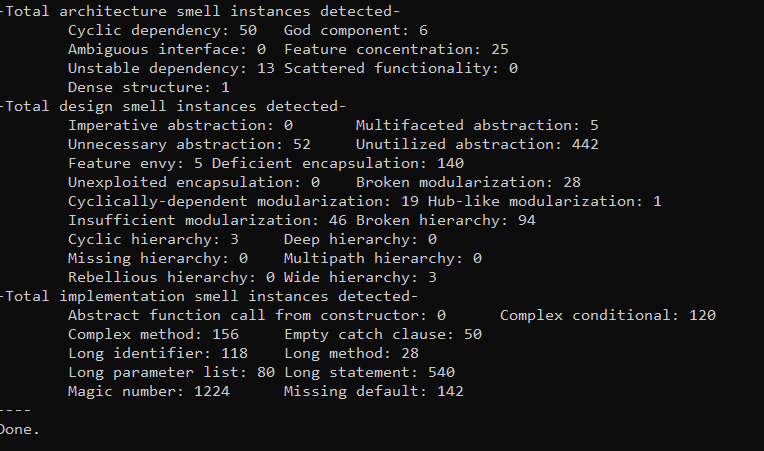 -Total architecture smell instances detected-
Cyclic dependency: 50 God component: 6
Ambiguous interface: 0 Feature concentration: 25
Unstable dependency: 13 Scattered functionality: 0
Dense structure: 1
-Total design smell instances detected-
Imperative abstraction: 0 Multifaceted abstraction: 5
Unnecessary abstraction: 52 Unutilized abstraction: 442
Feature envy: 5 Deficient encapsulation: 140
Unexploited encapsulation: 0 Broken modularization: 28
Cyclically-dependent modularization: 19 Hub-like modularization: 1
Insufficient modularization: 46 Broken hierarchy: 94
Cyclic hierarchy: 3 Deep hierarchy: 0
Missing hierarchy: 0 Multipath hierarchy: 0
Rebellious hierarchy: 0 Wide hierarchy: 3
-Total implementation smell instances detected-
Abstract function call from constructor: 0 Complex conditional: 120
Complex method: 156 Empty catch clause: 50
Long identifier: 118 Long method: 28
Long parameter list: 80 Long statement: 540
Magic number: 1224 Missing default: 142
----
Done.